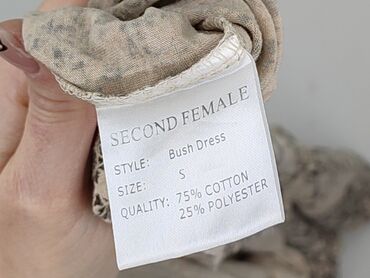 SECOND FEMALE
STYLE: Bush Dress
SIZE: S
QUALITY: 75% COTTON
25% POLYESTER